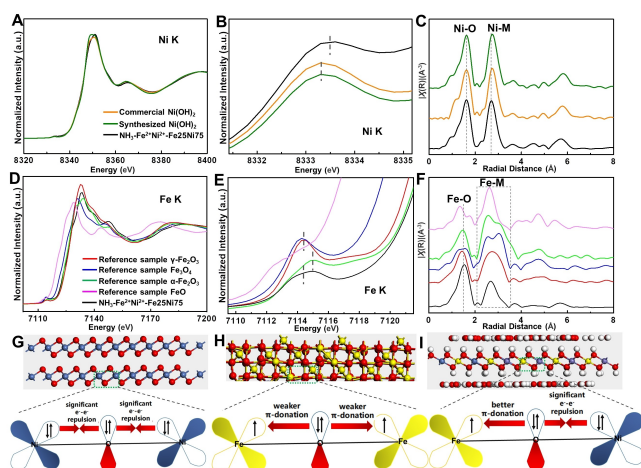 A
Normalized Intensity (a.u.)
Ni K
Commercial Ni(OH)₂
Synthesized Ni(OH)₂
NH₃-Fe²⁺Ni²⁺-Fe25Ni75
8320 8340 8360 8380 8400
Energy (eV)
B
Normalized Intensity (a.u.)
Ni K
8332 8333 8334 8335
Energy (eV)
C
|X(R)|(Å⁻³)
Ni-O Ni-M
0 2 4 6 8
Radial Distance (Å)
D
Normalized Intensity (a.u.)
Fe K
Reference sample γ-Fe₂O₃
Reference sample Fe₃O₄
Reference sample α-Fe₂O₃
Reference sample FeO
NH₃-Fe²⁺Ni²⁺-Fe25Ni75
7110 7140 7170 7200
Energy (eV)
E
Normalized Intensity (a.u.)
Fe K
7110 7112 7114 7116 7118 7120
Energy (eV)
F
|X(R)|(Å⁻³)
Fe-O
Fe-M
0 2 4 6 8
Radial Distance (Å)
G
significant
e⁻-e⁻
repulsion
significant
e⁻-e⁻
repulsion
Ni O Ni
H
weaker
π-donation
weaker
π-donation
Fe O Fe
I
better
π-donation
significant
e⁻-e⁻
repulsion
Fe O Ni